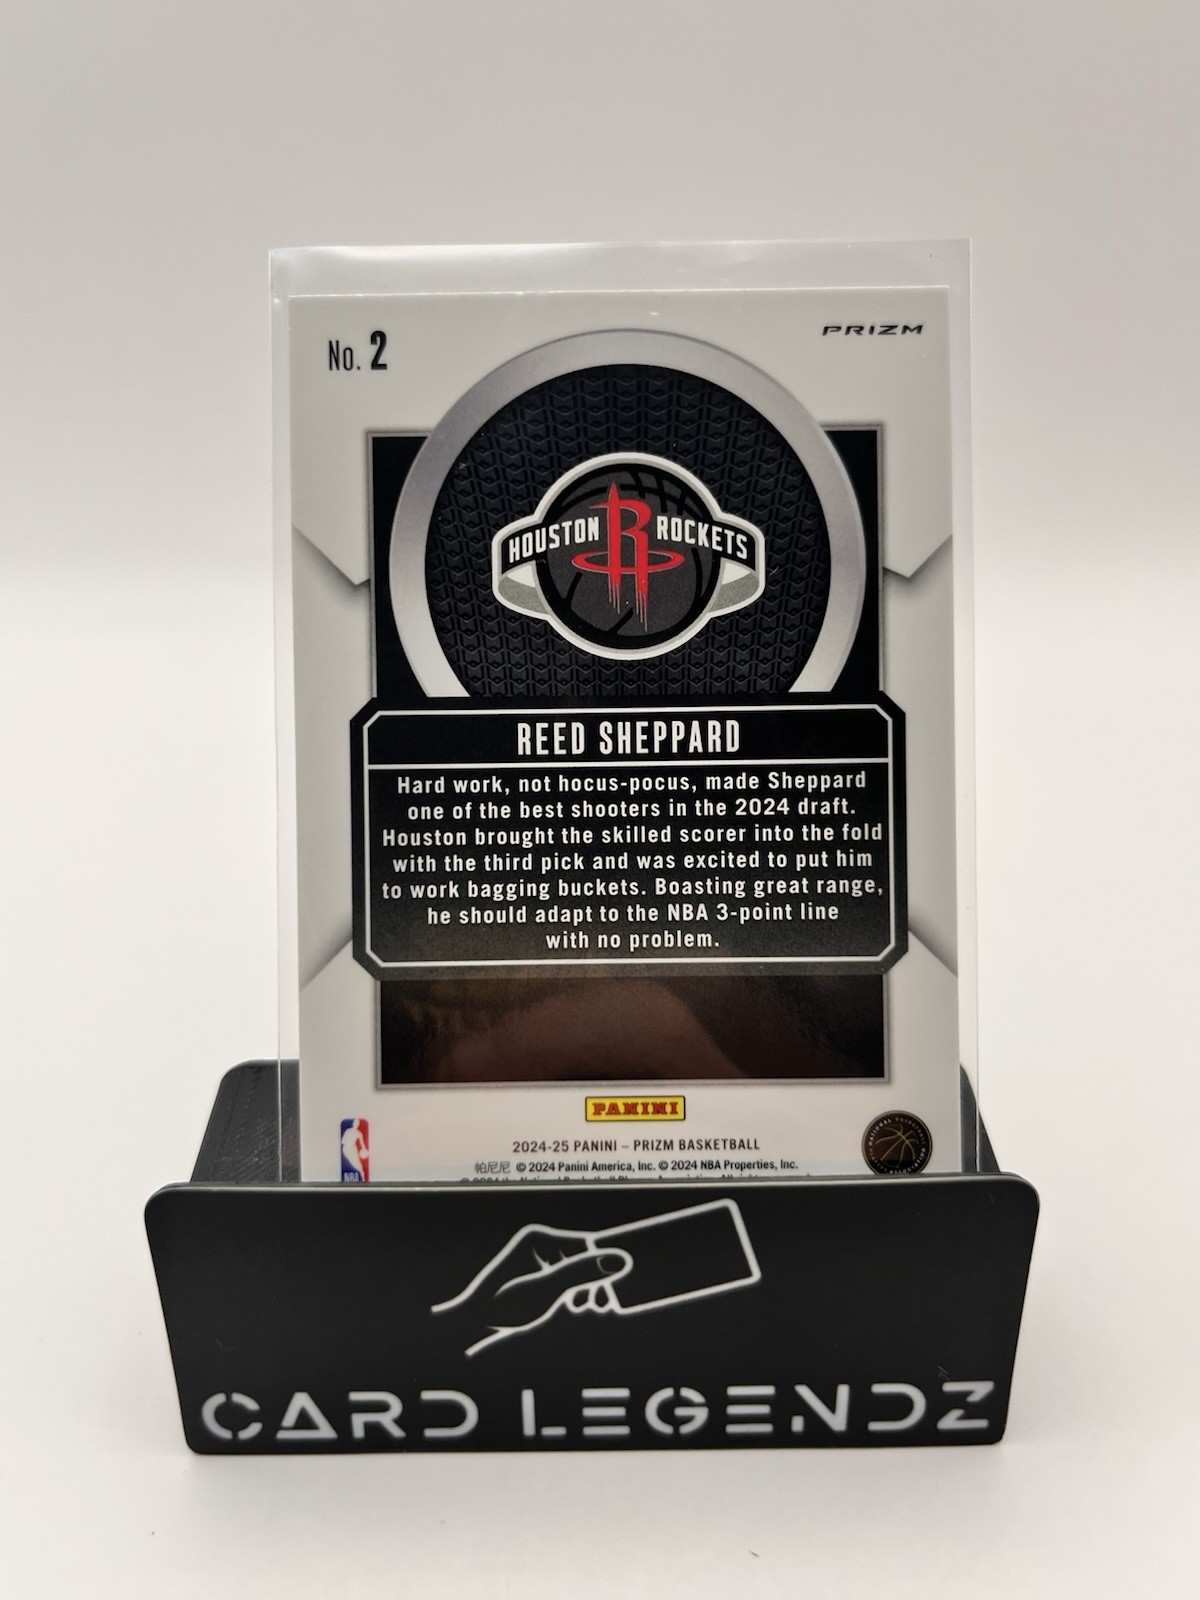 No. 2
PRIZM
HOUSTON ROCKETS
REED SHEPPARD
Hard work, not hocus-pocus, made Sheppard
one of the best shooters in the 2024 draft.
Houston brought the skilled scorer into the fold
with the third pick and was excited to put him
to work bagging buckets. Boasting great range,
he should adapt to the NBA 3-point line
with no problem.
PANINI
2024-25 PANINI – PRIZM BASKETBALL
帕尼尼 © 2024 Panini America, Inc. © 2024 NBA Properties, Inc.
NBA
NATIONAL BASKETBALL
ASSOCIATION
CARD LEGENDZ